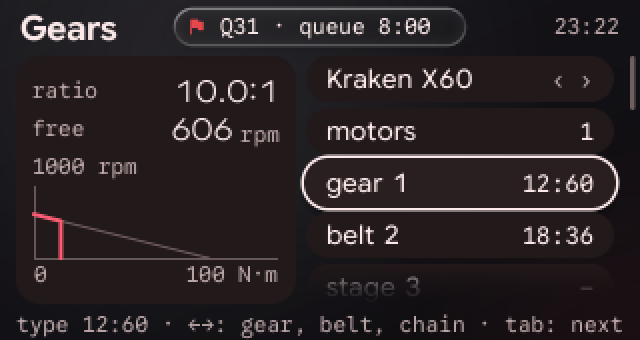 Gears
Q31 · queue 8:00
23:22
ratio 10.0:1
free 606 rpm
1000 rpm
0 100 N·m
Kraken X60 ‹ ›
motors 1
gear 1 12:60
belt 2 18:36
stage 3 –
type 12:60 · ↔: gear, belt, chain · tab: next